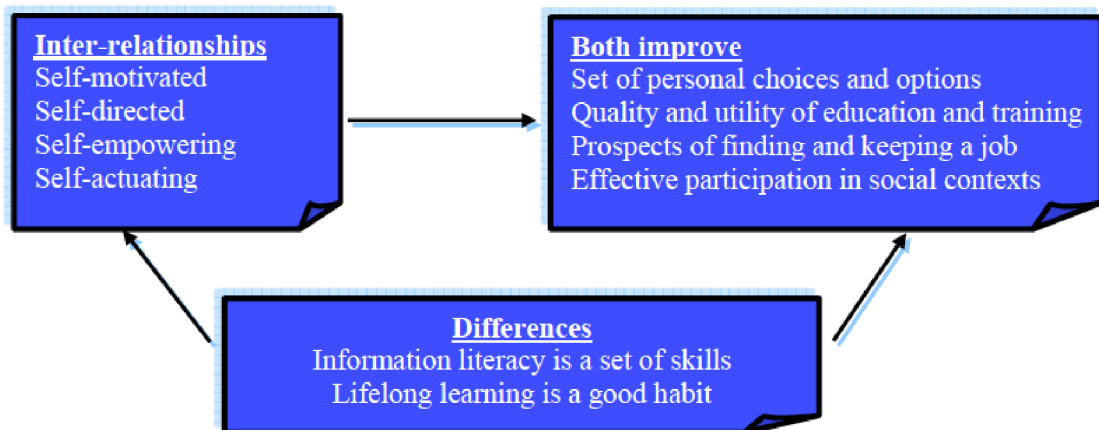 Inter-relationships
Self-motivated
Self-directed
Self-empowering
Self-actuating
Both improve
Set of personal choices and options
Quality and utility of education and training
Prospects of finding and keeping a job
Effective participation in social contexts
Differences
Information literacy is a set of skills
Lifelong learning is a good habit